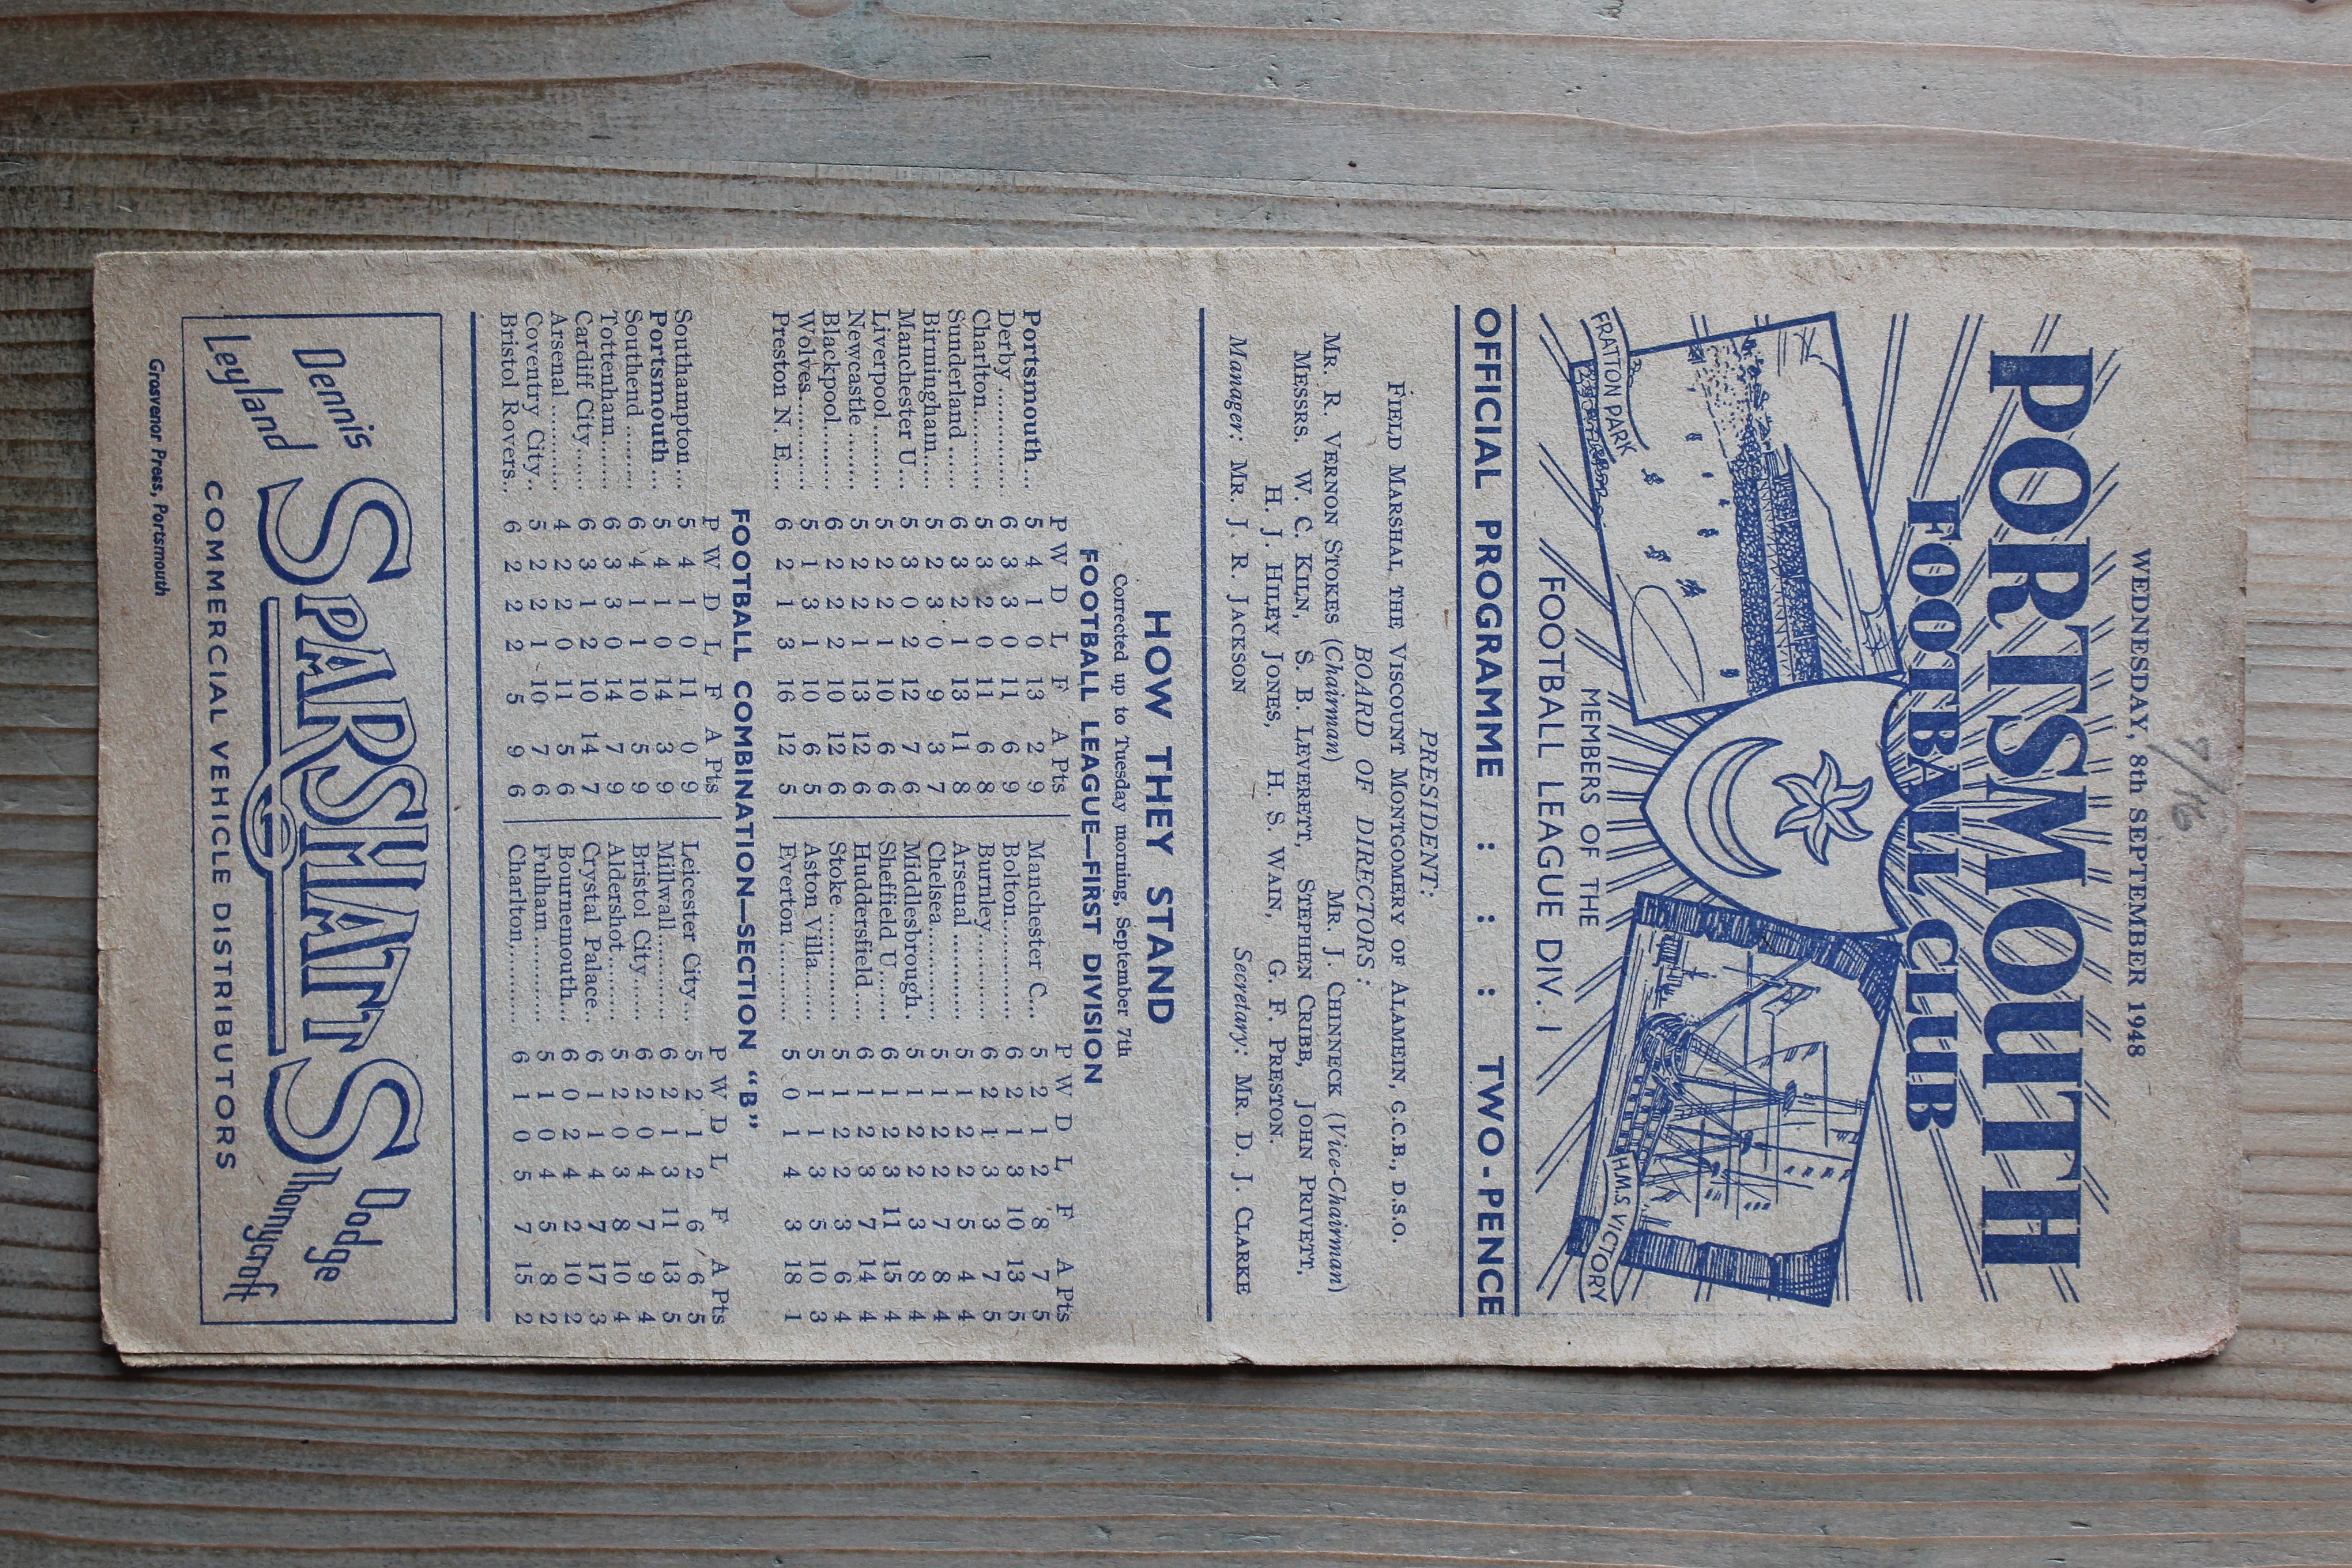 7/46
WEDNESDAY, 8th SEPTEMBER 1948
PORTSMOUTH
FOOTBALL CLUB
FRATTON PARK
H.M.S. VICTORY
MEMBERS OF THE
FOOTBALL LEAGUE DIV. 1
OFFICIAL PROGRAMME : : : TWO-PENCE
PRESIDENT:
FIELD MARSHAL THE VISCOUNT MONTGOMERY OF ALAMEIN, G.C.B., D.S.O.
BOARD OF DIRECTORS:
MR. R. VERNON STOKES (Chairman) MR. J. CHINNECK (Vice-Chairman)
MESSRS. W. C. KILN, S. B. LEVERETT, STEPHEN CRIBB, JOHN PRIVETT,
H. J. HILEY JONES, H. S. WAIN, G. F. PRESTON.
Manager: MR. J. R. JACKSON Secretary: MR. D. J. CLARKE
HOW THEY STAND
Corrected up to Tuesday morning, September 7th
FOOTBALL LEAGUE—FIRST DIVISION
P W D L F A Pts P W D L F A Pts
Portsmouth ... 5 4 1 0 13 2 9 Manchester C... 5 2 1 2 8 7 5
Derby ............ 6 3 3 0 11 6 9 Bolton............ 6 2 1 3 10 13 5
Charlton......... 5 3 2 0 11 6 8 Burnley.......... 6 2 1 3 3 7 5
Sunderland ...... 6 3 2 1 13 11 8 Arsenal ........... 5 1 2 2 5 4 4
Birmingham..... 5 2 3 0 9 3 7 Chelsea............ 5 1 2 2 7 8 4
Manchester U... 5 3 0 2 12 7 6 Middlesbrough. 5 1 2 2 3 8 4
Liverpool ......... 5 2 2 1 10 6 6 Sheffield U...... 6 1 2 3 11 15 4
Newcastle ........ 5 2 2 1 13 12 6 Huddersfield .... 6 1 2 3 7 14 4
Blackpool........ 6 2 2 2 10 12 6 Stoke .............. 5 1 2 2 3 6 4
Wolves............ 5 1 3 1 10 6 5 Aston Villa...... 5 1 1 3 5 10 3
Preston N. E.... 6 2 1 3 16 12 5 Everton ........... 5 0 1 4 3 18 1
FOOTBALL COMBINATION—SECTION "B"
P W D L F A Pts P W D L F A Pts
Southampton... 5 4 1 0 11 0 9 Leicester City... 5 2 1 2 6 6 5
Portsmouth ... 5 4 1 0 14 3 9 Millwall........... 6 2 1 3 11 13 5
Southend ......... 6 4 1 1 10 5 9 Bristol City...... 6 2 0 4 7 9 4
Tottenham....... 6 3 3 0 14 7 9 Aldershot......... 5 2 0 3 8 10 4
Cardiff City...... 6 3 1 2 10 14 7 Crystal Palace.. 6 1 1 4 7 17 3
Arsenal ........... 4 2 2 0 11 5 6 Bournemouth... 6 0 2 4 2 10 2
Coventry City.. 5 2 2 1 10 7 6 Fulham ........... 5 1 0 4 5 8 2
Bristol Rovers.. 6 2 2 2 5 9 6 Charlton.......... 6 1 0 5 7 15 2
Dennis Dodge
SPARSHATTS
Leyland Thornycroft
COMMERCIAL VEHICLE DISTRIBUTORS
Grosvenor Press, Portsmouth